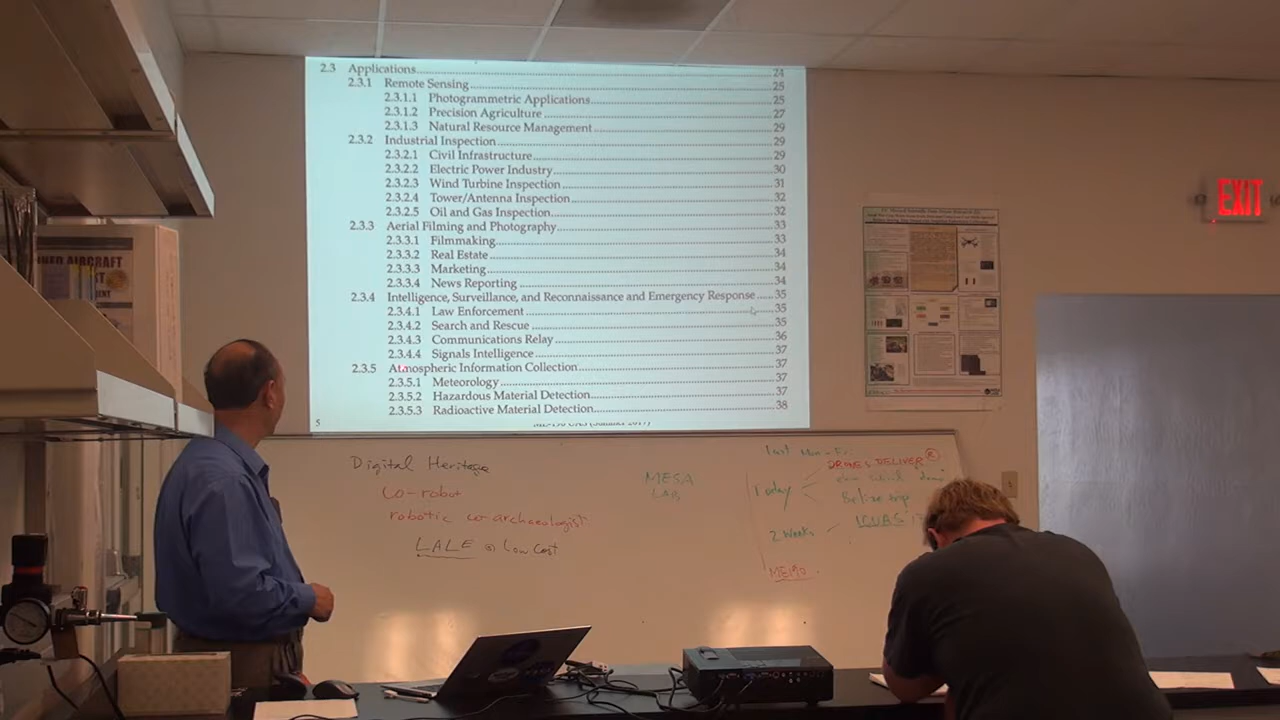 2.3 Applications 24
2.3.1 Remote Sensing 25
2.3.1.1 Photogrammetric Applications 25
2.3.1.2 Precision Agriculture 27
2.3.1.3 Natural Resource Management 29
2.3.2 Industrial Inspection 29
2.3.2.1 Civil Infrastructure 29
2.3.2.2 Electric Power Industry 30
2.3.2.3 Wind Turbine Inspection 31
2.3.2.4 Tower/Antenna Inspection 32
2.3.2.5 Oil and Gas Inspection 32
2.3.3 Aerial Filming and Photography 33
2.3.3.1 Filmmaking 33
2.3.3.2 Real Estate 34
2.3.3.3 Marketing 34
2.3.3.4 News Reporting 34
2.3.4 Intelligence, Surveillance, and Reconnaissance and Emergency Response 35
2.3.4.1 Law Enforcement 35
2.3.4.2 Search and Rescue 35
2.3.4.3 Communications Relay 36
2.3.4.4 Signals Intelligence 37
2.3.5 Atmospheric Information Collection 37
2.3.5.1 Meteorology 37
2.3.5.2 Hazardous Material Detection 37
2.3.5.3 Radioactive Material Detection 38
5
EXIT
AIRCRAFT
Digital Heritage
Co-robot
robotic co-archaeologist
LALE @ Low Cost
MESA
LAB
last Mon-Fri
Today
DRONES DELIVER ®
Belize trip
2 Weeks
ICUAS
ME190